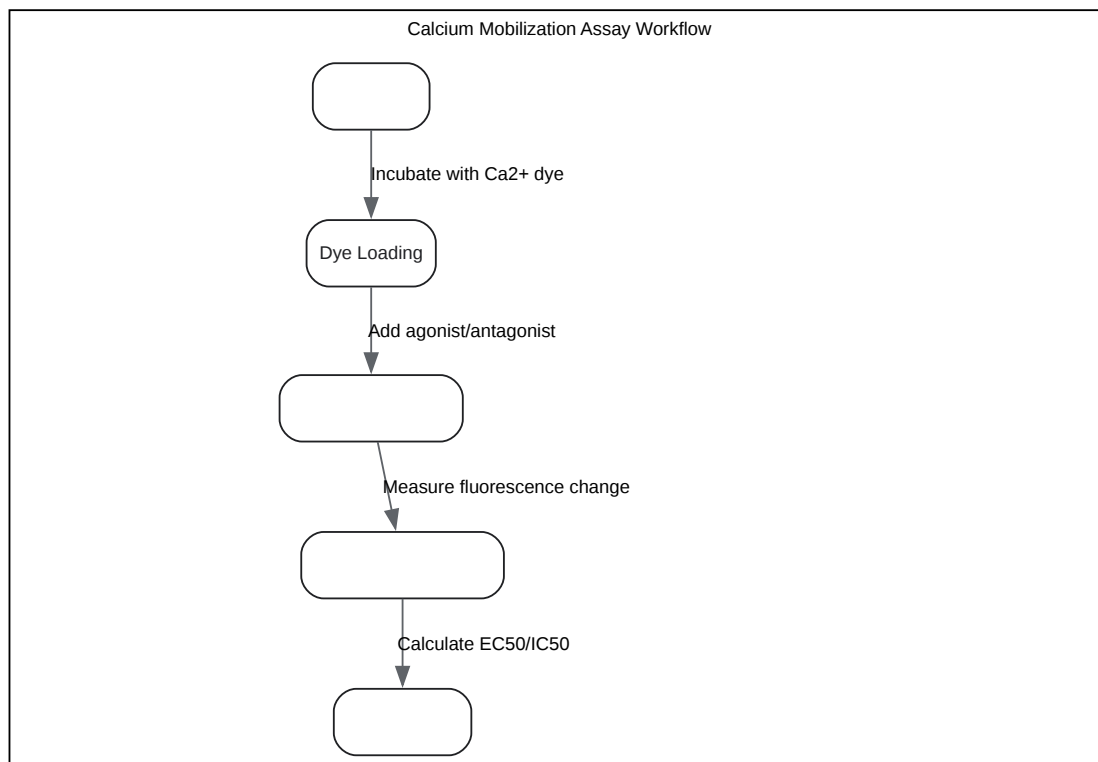 Calcium Mobilization Assay Workflow
Incubate with Ca2+ dye
Dye Loading
Add agonist/antagonist
Measure fluorescence change
Calculate EC50/IC50